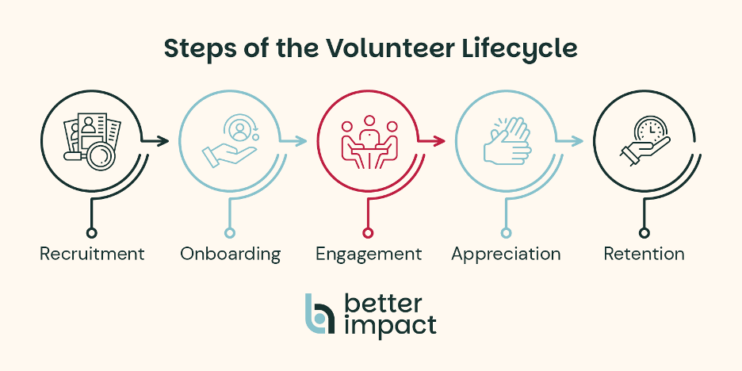 Steps of the Volunteer Lifecycle
Recruitment
Onboarding
Engagement
Appreciation
Retention
better
impact